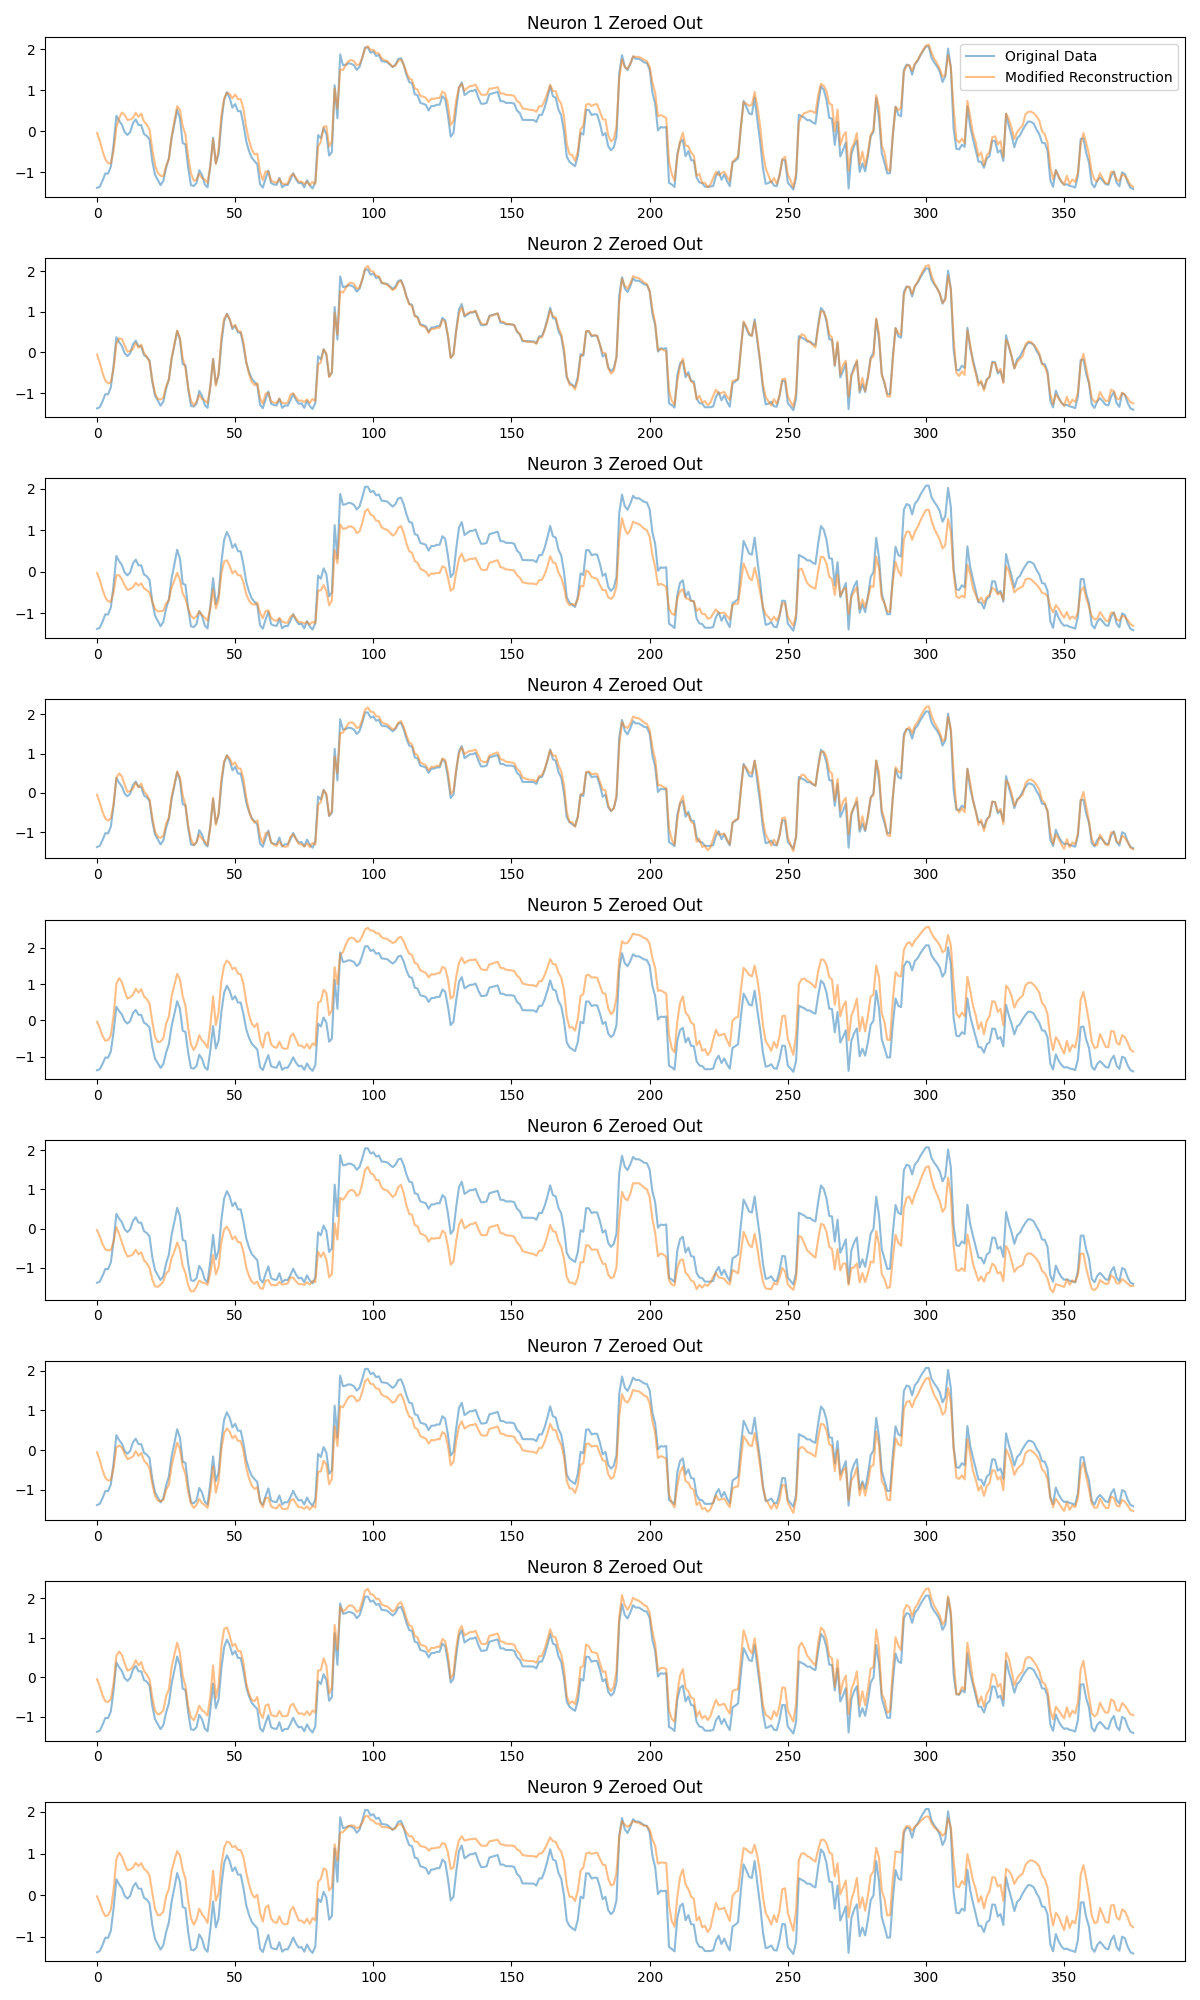 Neuron 1 Zeroed Out
2
1
0
−1
Original Data
Modified Reconstruction
0 50 100 150 200 250 300 350
Neuron 2 Zeroed Out
2
1
0
−1
0 50 100 150 200 250 300 350
Neuron 3 Zeroed Out
2
1
0
−1
0 50 100 150 200 250 300 350
Neuron 4 Zeroed Out
2
1
0
−1
0 50 100 150 200 250 300 350
Neuron 5 Zeroed Out
2
1
0
−1
0 50 100 150 200 250 300 350
Neuron 6 Zeroed Out
2
1
0
−1
0 50 100 150 200 250 300 350
Neuron 7 Zeroed Out
2
1
0
−1
0 50 100 150 200 250 300 350
Neuron 8 Zeroed Out
2
1
0
−1
0 50 100 150 200 250 300 350
Neuron 9 Zeroed Out
2
1
0
−1
0 50 100 150 200 250 300 350